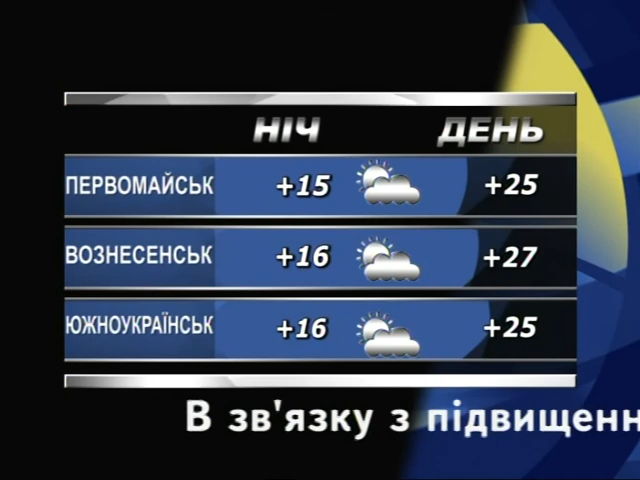 НІЧ ДЕНЬ
ПЕРВОМАЙСЬК +15 +25
ВОЗНЕСЕНСЬК +16 +27
ЮЖНОУКРАЇНСЬК +16 +25
В зв'язку з підвищенн